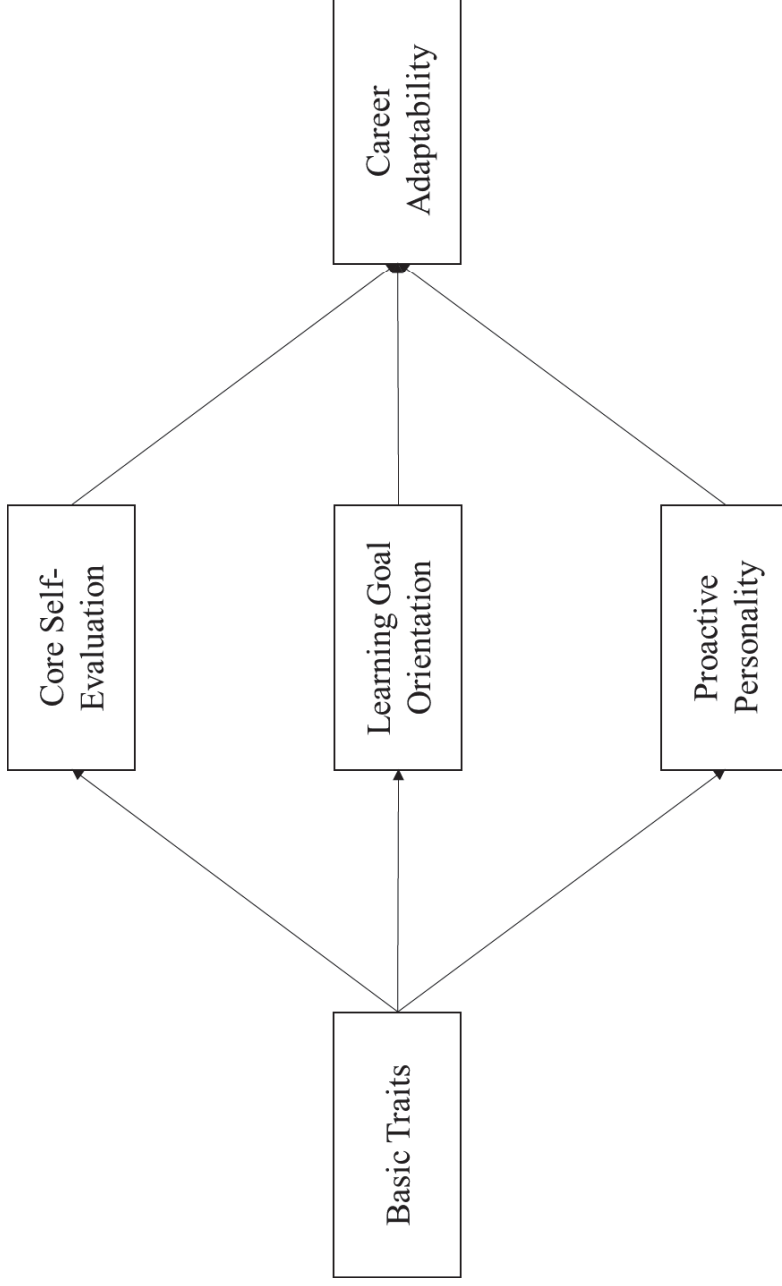 Basic Traits
Core Self-
Evaluation
Learning Goal
Orientation
Proactive
Personality
Career
Adaptability